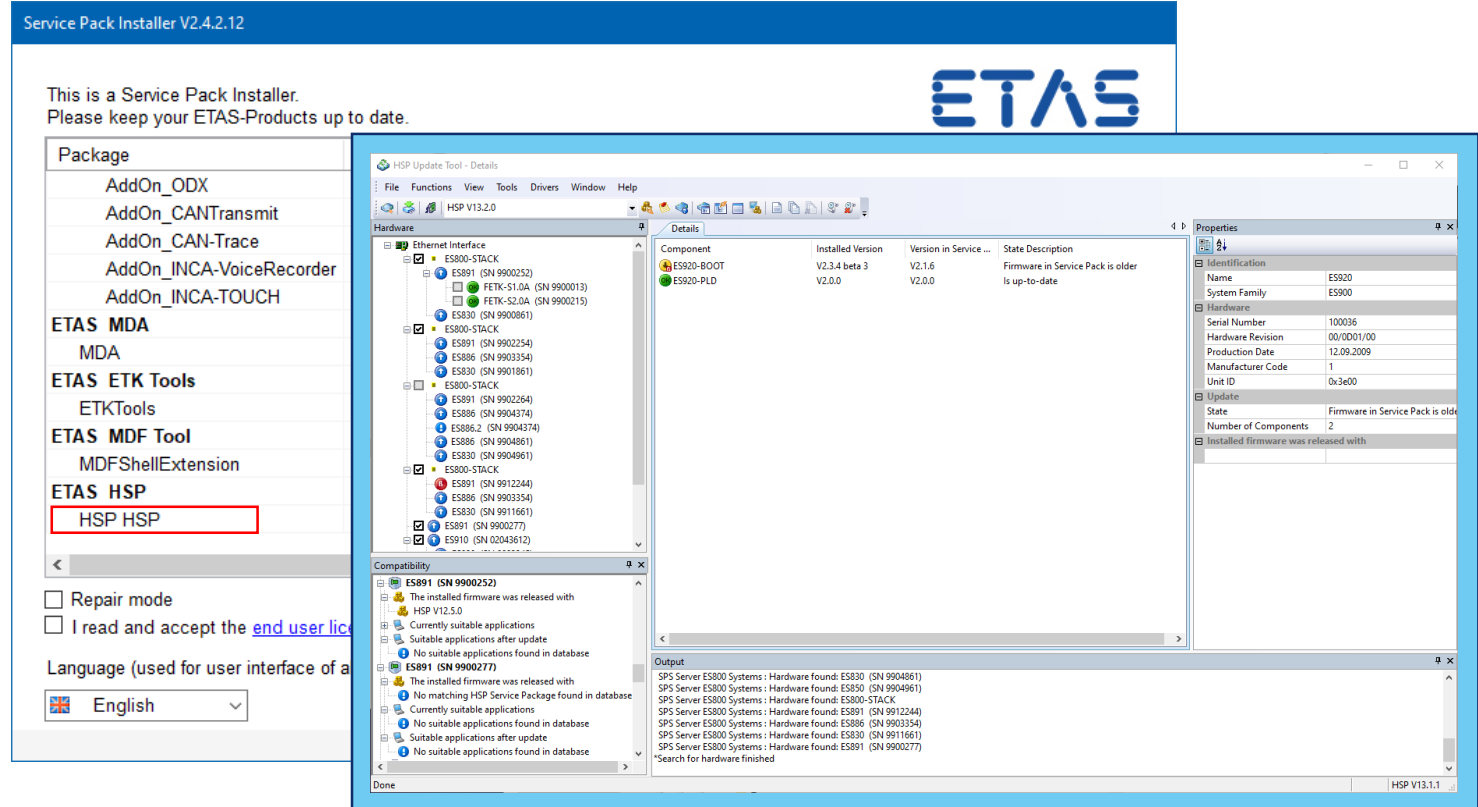 Service Pack Installer V2.4.2.12
This is a Service Pack Installer.
Please keep your ETAS-Products up to date.
ETAS
Package
AddOn_ODX
AddOn_CANTransmit
AddOn_CAN-Trace
AddOn_INCA-VoiceRecorder
AddOn_INCA-TOUCH
ETAS MDA
MDA
ETAS ETK Tools
ETKTools
ETAS MDF Tool
MDFShellExtension
ETAS HSP
HSP HSP
Repair mode
I read and accept the end user lice
Language (used for user interface of a
English
HSP Update Tool - Details
File Functions View Tools Drivers Window Help
HSP V13.2.0
Hardware
Ethernet Interface
ES800-STACK
ES891 (SN 9900252)
FETK-S1.0A (SN 9900013)
FETK-S2.0A (SN 9900215)
ES830 (SN 9900861)
ES800-STACK
ES891 (SN 9902254)
ES886 (SN 9903354)
ES830 (SN 9901861)
ES800-STACK
ES891 (SN 9902264)
ES886 (SN 9904374)
ES886.2 (SN 9904374)
ES886 (SN 9904861)
ES830 (SN 9904961)
ES800-STACK
ES891 (SN 9912244)
ES886 (SN 9903354)
ES830 (SN 9911661)
ES891 (SN 9900277)
ES910 (SN 02043612)
Compatibility
ES891 (SN 9900252)
The installed firmware was released with
HSP V12.5.0
Currently suitable applications
Suitable applications after update
No suitable applications found in database
ES891 (SN 9900277)
The installed firmware was released with
No matching HSP Service Package found in database
Currently suitable applications
No suitable applications found in database
Suitable applications after update
No suitable applications found in database
Details
Component Installed Version Version in Service ... State Description
ES920-BOOT V2.3.4 beta 3 V2.1.6 Firmware in Service Pack is older
ES920-PLD V2.0.0 V2.0.0 Is up-to-date
Properties
Identification
Name ES920
System Family ES900
Hardware
Serial Number 100036
Hardware Revision 00/0D01/00
Production Date 12.09.2009
Manufacturer Code 1
Unit ID 0x3e00
Update
State Firmware in Service Pack is olde
Number of Components 2
Installed firmware was released with
Output
SPS Server ES800 Systems : Hardware found: ES830 (SN 9904861)
SPS Server ES800 Systems : Hardware found: ES850 (SN 9904961)
SPS Server ES800 Systems : Hardware found: ES800-STACK
SPS Server ES800 Systems : Hardware found: ES891 (SN 9912244)
SPS Server ES800 Systems : Hardware found: ES886 (SN 9903354)
SPS Server ES800 Systems : Hardware found: ES830 (SN 9911661)
SPS Server ES800 Systems : Hardware found: ES891 (SN 9900277)
*Search for hardware finished
Done
HSP V13.1.1